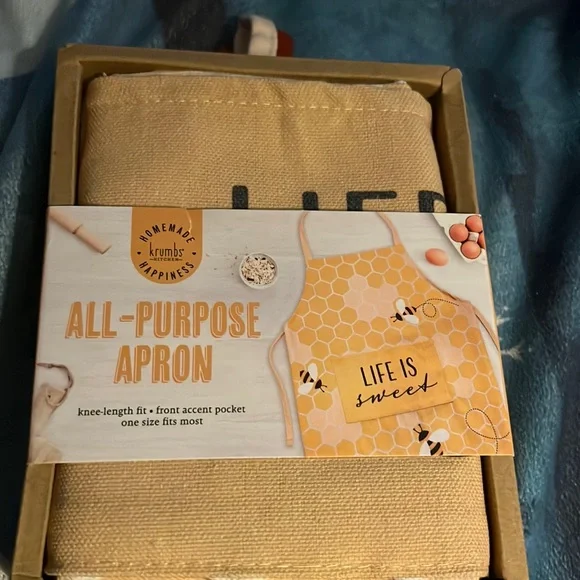 LIFE
HOMEMADE
krumbs®
KITCHEN
HAPPINESS
ALL-PURPOSE
APRON
knee-length fit • front accent pocket
one size fits most
LIFE IS
sweet